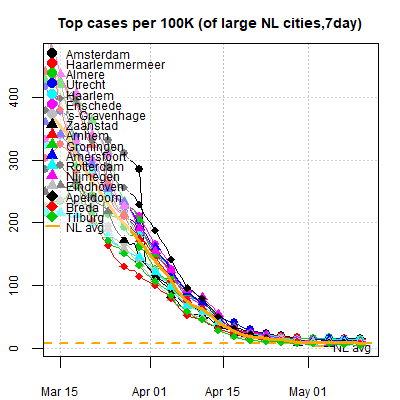 Top cases per 100K (of large NL cities,7day)
400
300
200
100
0
Amsterdam
Haarlemmermeer
Almere
Utrecht
Haarlem
Enschede
's-Gravenhage
Zaanstad
Arnhem
Groningen
Amersfoort
Rotterdam
Nijmegen
Eindhoven
Apeldoorn
Breda
Tilburg
NL avg
NL avg
Mar 15
Apr 01
Apr 15
May 01